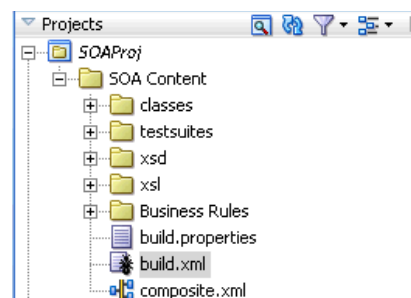 Projects
SOAProj
SOA Content
classes
testsuites
xsd
xsl
Business Rules
build.properties
build.xml
composite.xml